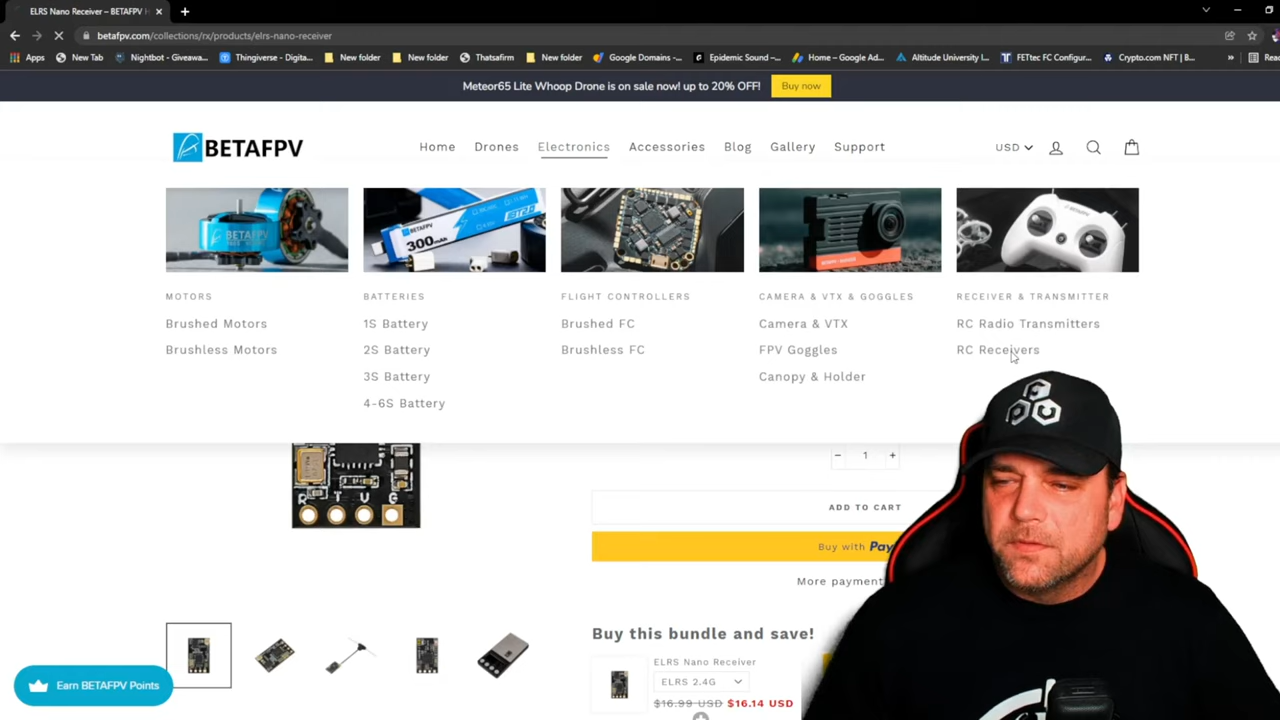 ELRS Nano Receiver – BETAFPV H
betafpv.com/collections/rx/products/elrs-nano-receiver
Apps New Tab Nightbot - Giveawa... Thingiverse - Digita... New folder New folder Thatsafirm New folder Google Domains -... Epidemic Sound –... Home – Google Ad... Altitude University I... FETtec FC Configur... Crypto.com NFT | B... » Rea
Meteor65 Lite Whoop Drone is on sale now! up to 20% OFF! Buy now
BETAFPV Home Drones Electronics Accessories Blog Gallery Support USD
BETAFPV
BETAFPV
300mAh
MOTORS BATTERIES FLIGHT CONTROLLERS CAMERA & VTX & GOGGLES RECEIVER & TRANSMITTER
Brushed Motors 1S Battery Brushed FC Camera & VTX RC Radio Transmitters
Brushless Motors 2S Battery Brushless FC FPV Goggles RC Receivers
3S Battery Canopy & Holder
4-6S Battery
− 1 +
R T V G
ADD TO CART
Buy with Pay
More payment
Buy this bundle and save!
ELRS Nano Receiver
ELRS 2.4G
$16.99 USD $16.14 USD
Earn BETAFPV Points